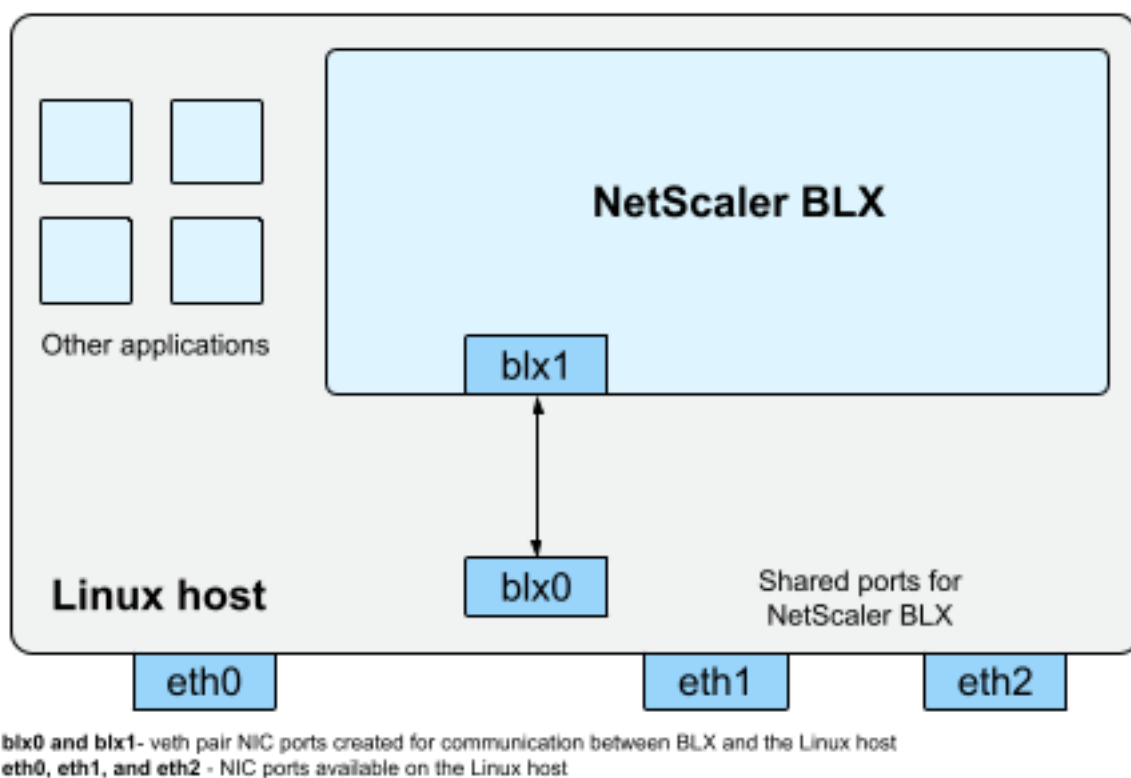 NetScaler BLX
Other applications
blx1
blx0
Linux host
Shared ports for
NetScaler BLX
eth0
eth1
eth2
blx0 and blx1- veth pair NIC ports created for communication between BLX and the Linux host
eth0, eth1, and eth2 - NIC ports available on the Linux host